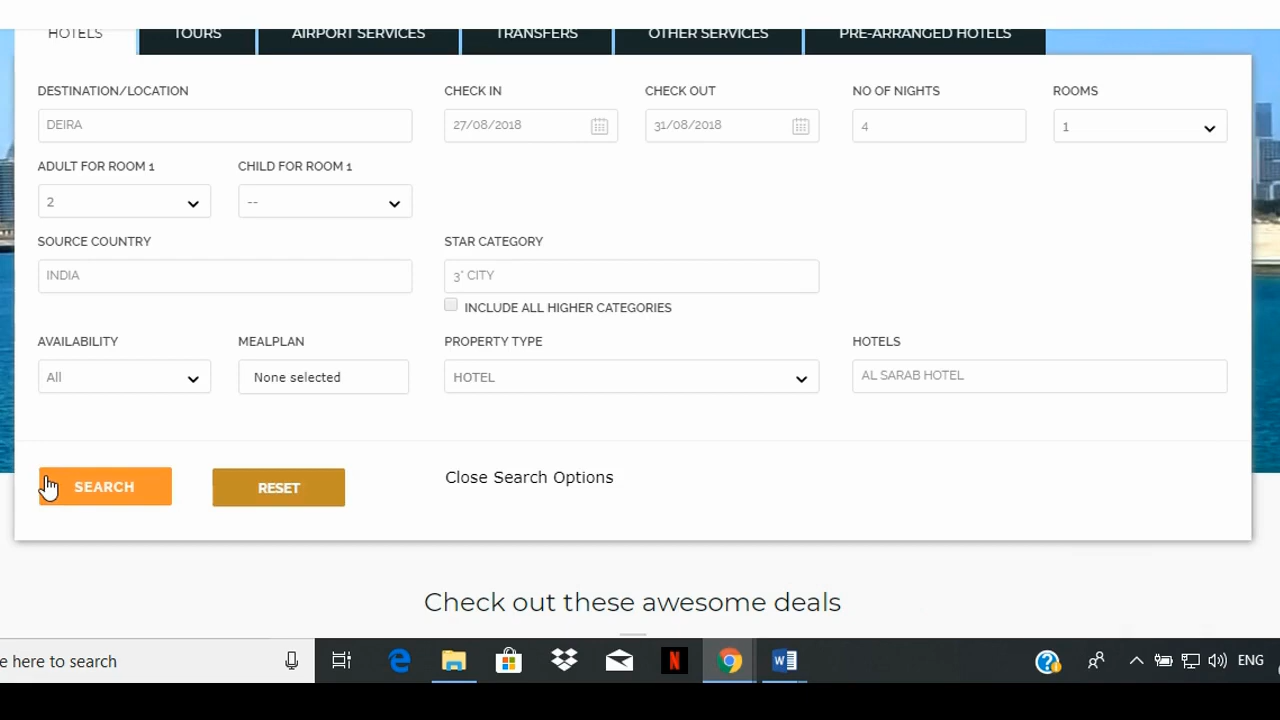 HOTELS
TOURS
AIRPORT SERVICES
TRANSFERS
OTHER SERVICES
PRE-ARRANGED HOTELS
DESTINATION/LOCATION
CHECK IN
CHECK OUT
NO OF NIGHTS
ROOMS
DEIRA
27/08/2018
31/08/2018
4
1
ADULT FOR ROOM 1
CHILD FOR ROOM 1
2
--
SOURCE COUNTRY
STAR CATEGORY
INDIA
3* CITY
INCLUDE ALL HIGHER CATEGORIES
AVAILABILITY
MEALPLAN
PROPERTY TYPE
HOTELS
All
None selected
HOTEL
AL SARAB HOTEL
SEARCH
RESET
Close Search Options
Check out these awesome deals
e here to search
ENG